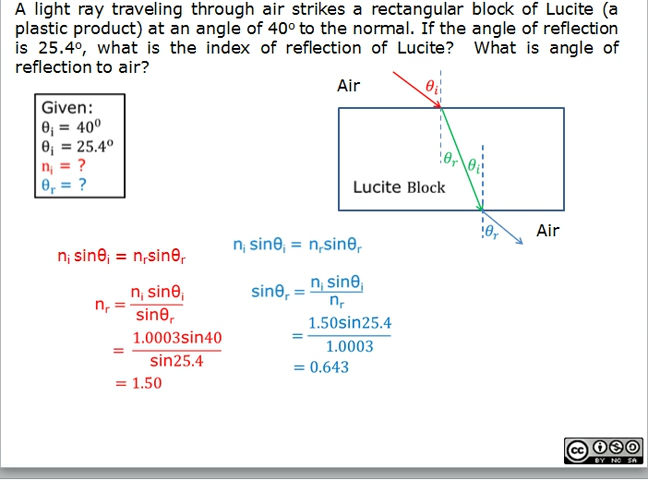 A light ray traveling through air strikes a rectangular block of Lucite (a
plastic product) at an angle of 40⁰ to the normal. If the angle of reflection
is 25.4⁰, what is the index of reflection of Lucite?   What is angle of
reflection to air?
Given:
θᵢ = 40⁰
θᵢ = 25.4⁰
nᵢ = ?
θᵣ = ?
Air
θᵢ
θᵣ
θᵢ
Lucite Block
θᵣ
Air
nᵢ sinθᵢ = nᵣsinθᵣ
nᵣ = nᵢ sinθᵢ / sinθᵣ
= 1.0003sin40 / sin25.4
= 1.50
nᵢ sinθᵢ = nᵣsinθᵣ
sinθᵣ = nᵢ sinθᵢ / nᵣ
= 1.50sin25.4 / 1.0003
= 0.643
cc
BY NC SA